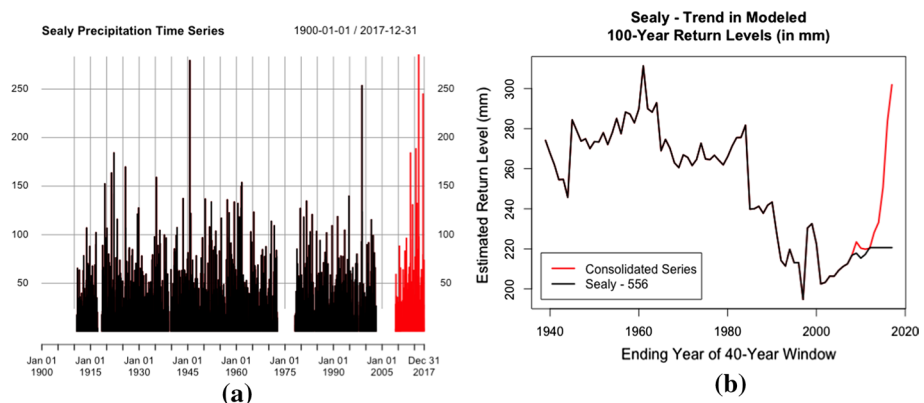 Sealy Precipitation Time Series 1900-01-01 / 2017-12-31
250 250
200 200
150 150
100 100
50 50
Jan 01 Jan 01 Jan 01 Jan 01 Jan 01 Jan 01 Jan 01 Jan 01 Dec 31
1900 1915 1930 1945 1960 1975 1990 2005 2017
(a)
Sealy - Trend in Modeled
100-Year Return Levels (in mm)
Estimated Return Level (mm)
300
280
260
240
220
200
Consolidated Series
Sealy - 556
1940 1960 1980 2000 2020
Ending Year of 40-Year Window
(b)